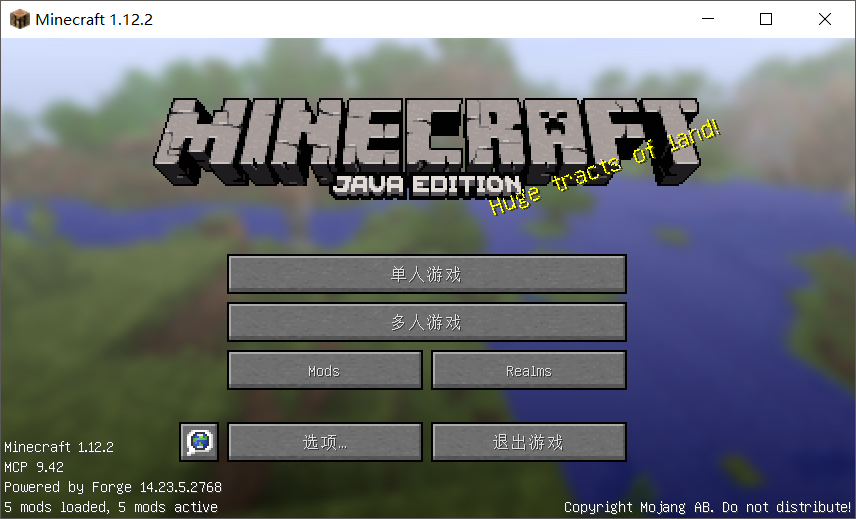 Minecraft 1.12.2
MINECRAFT
JAVA EDITION
Huge tracts of land!
单人游戏
多人游戏
Mods
Realms
选项...
退出游戏
Minecraft 1.12.2
MCP 9.42
Powered by Forge 14.23.5.2768
5 mods loaded, 5 mods active
Copyright Mojang AB. Do not distribute!